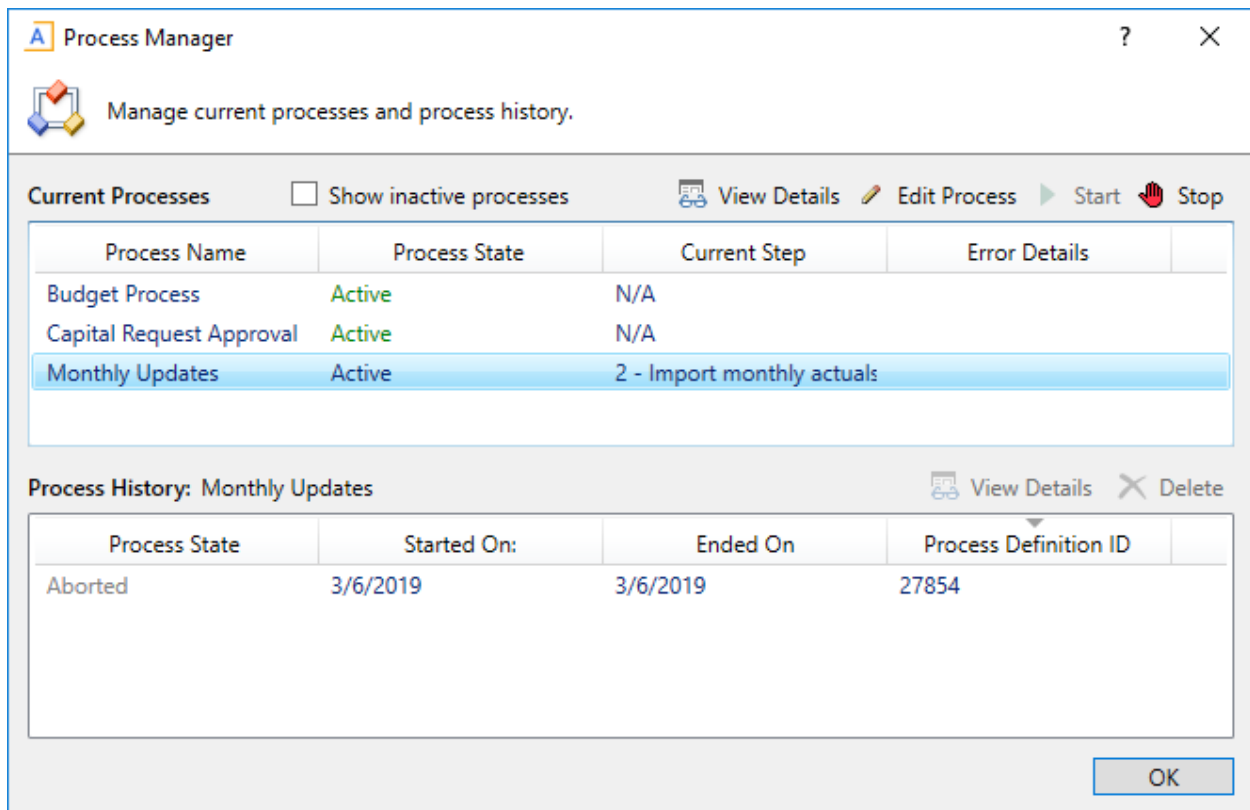 A Process Manager ?
Manage current processes and process history.
Current Processes Show inactive processes View Details Edit Process Start Stop
Process Name Process State Current Step Error Details
Budget Process Active N/A
Capital Request Approval Active N/A
Monthly Updates Active 2 - Import monthly actuals
Process History: Monthly Updates View Details Delete
Process State Started On: Ended On Process Definition ID
Aborted 3/6/2019 3/6/2019 27854
OK